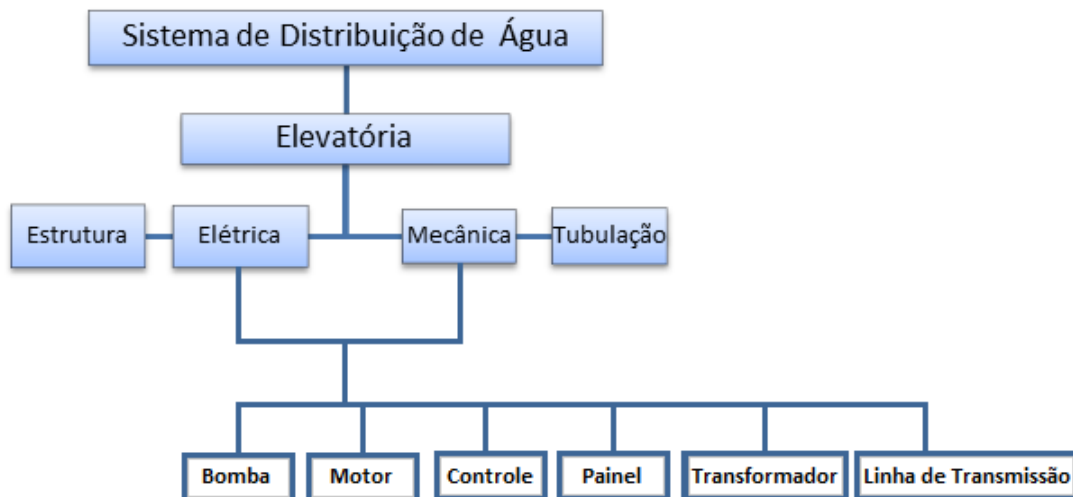 Sistema de Distribuição de Água
Elevatória
Estrutura
Elétrica
Mecânica
Tubulação
Bomba
Motor
Controle
Painel
Transformador
Linha de Transmissão